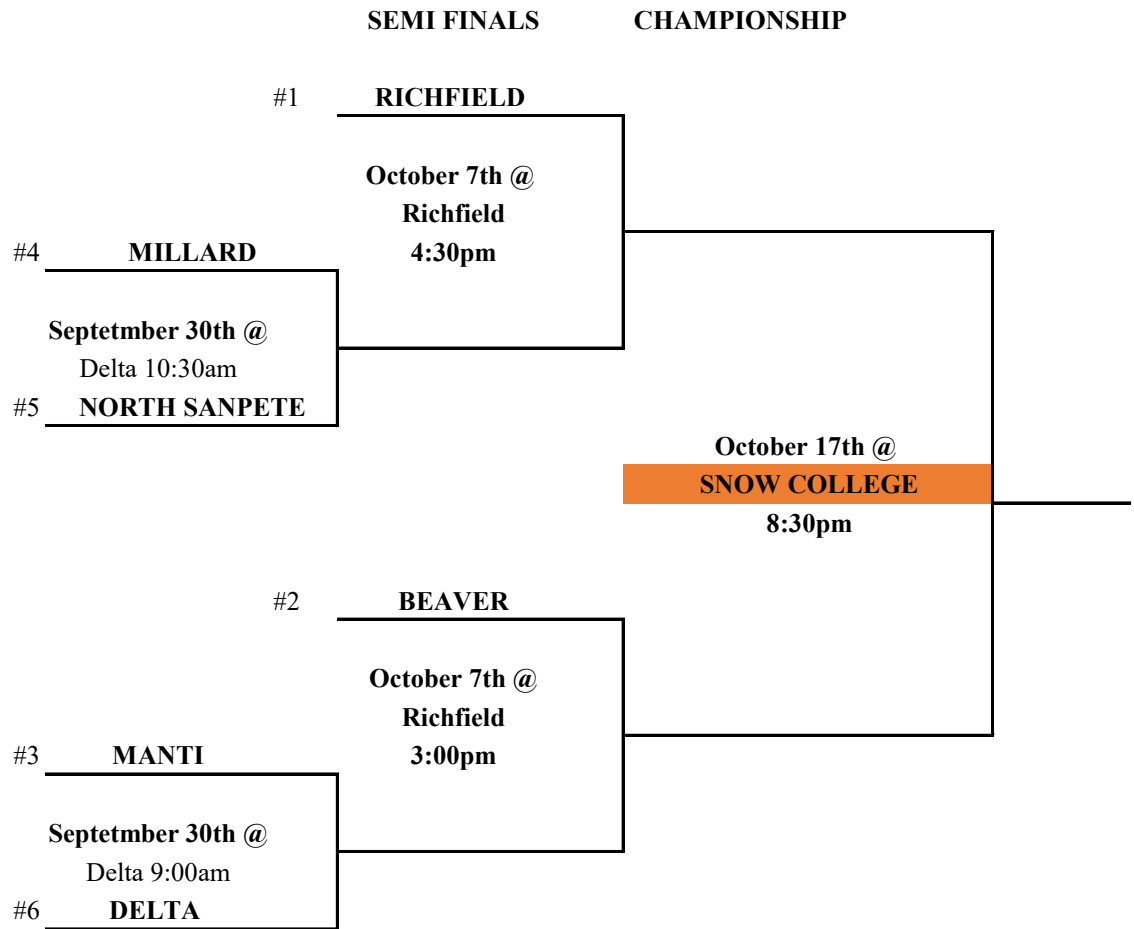 SEMI FINALS CHAMPIONSHIP
#1 RICHFIELD
October 7th @
Richfield
#4 MILLARD 4:30pm
Septetmber 30th @
Delta 10:30am
#5 NORTH SANPETE
October 17th @
SNOW COLLEGE
8:30pm
#2 BEAVER
October 7th @
Richfield
#3 MANTI 3:00pm
Septetmber 30th @
Delta 9:00am
#6 DELTA